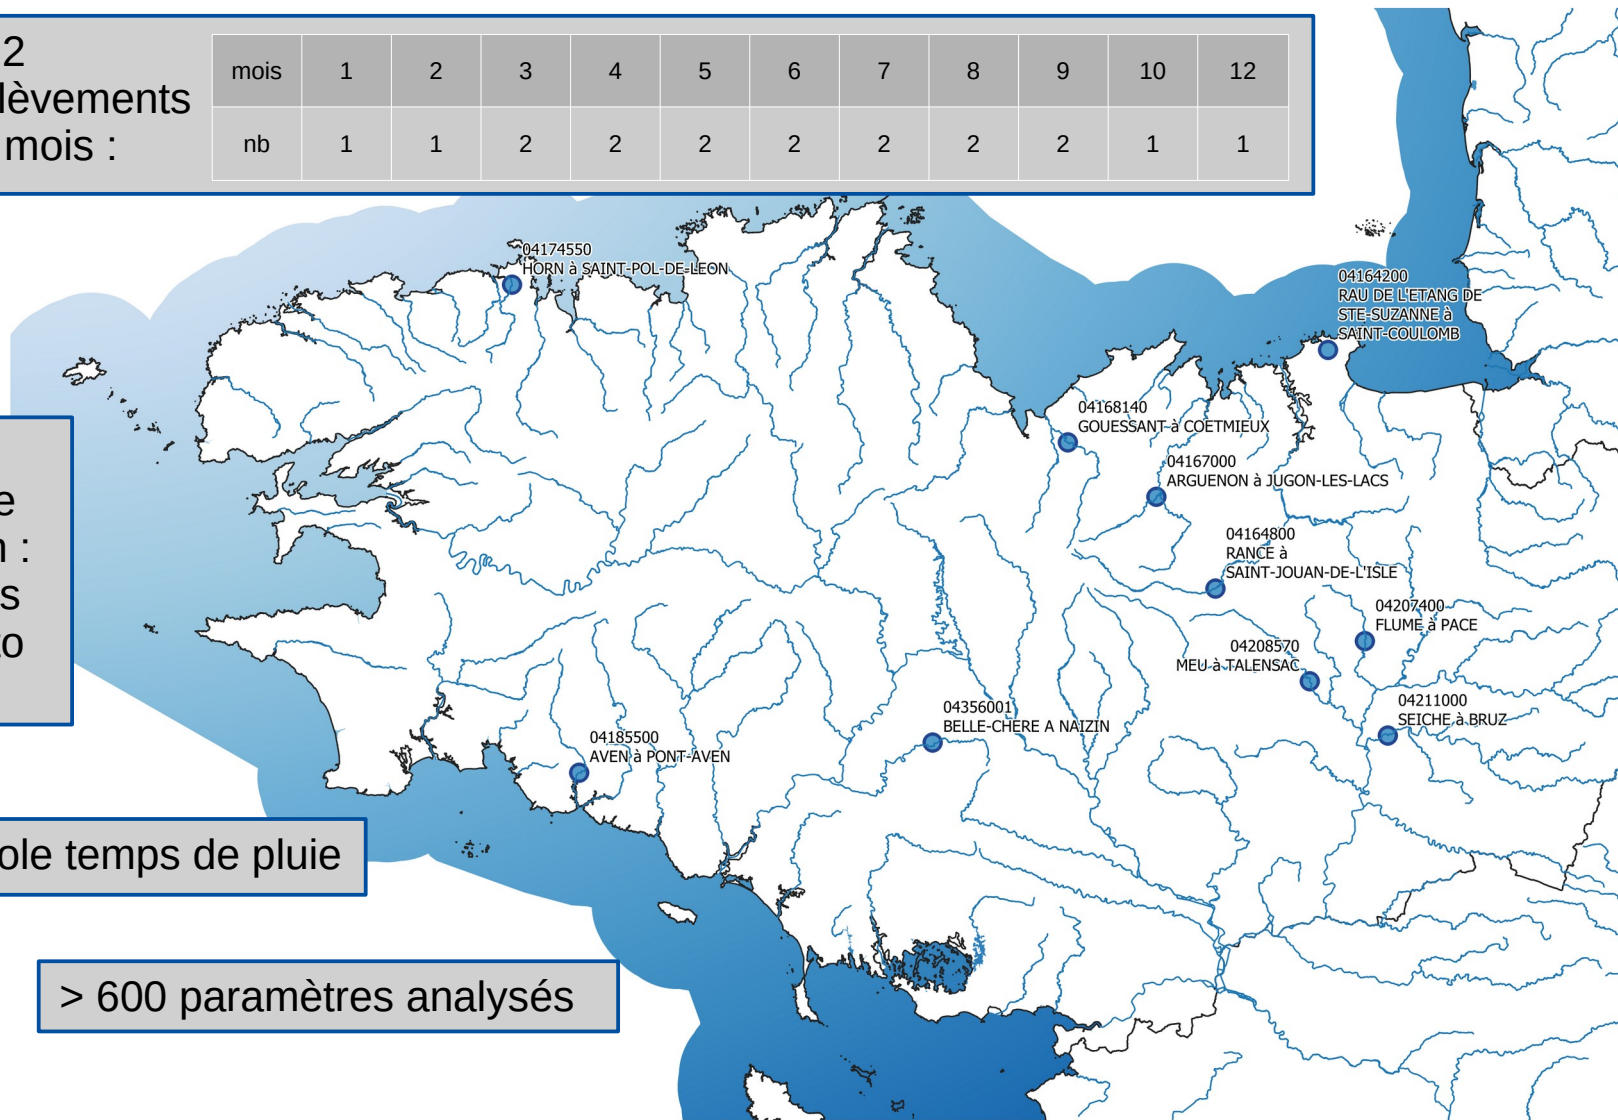 2
lèvements
mois :
mois 1 2 3 4 5 6 7 8 9 10 12
nb 1 1 2 2 2 2 2 2 2 1 1
04174550
HORN à SAINT-POL-DE-LEON
04164200
RAU DE L'ETANG DE
STE-SUZANNE à
SAINT-COULOMB
04168140
GOUESSANT à COETMIEUX
04167000
ARGUENON à JUGON-LES-LACS
e
n :
s
to
04164800
RANCE à
SAINT-JOUAN-DE-L'ISLE
04207400
FLUME à PACE
04208570
MEU à TALENSAC
04211000
SEICHE à BRUZ
04356001
BELLE-CHERE A NAIZIN
04185500
AVEN à PONT-AVEN
ole temps de pluie
> 600 paramètres analysés